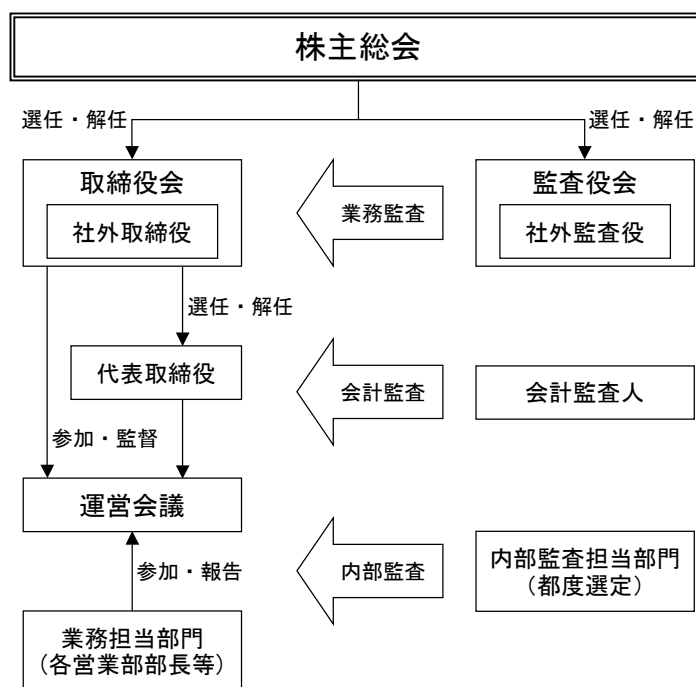 株主総会
選任・解任
選任・解任
取締役会
社外取締役
業務監査
監査役会
社外監査役
選任・解任
代表取締役
会計監査
会計監査人
参加・監督
運営会議
参加・報告
内部監査
内部監査担当部門
（都度選定）
業務担当部門
（各営業部部長等）